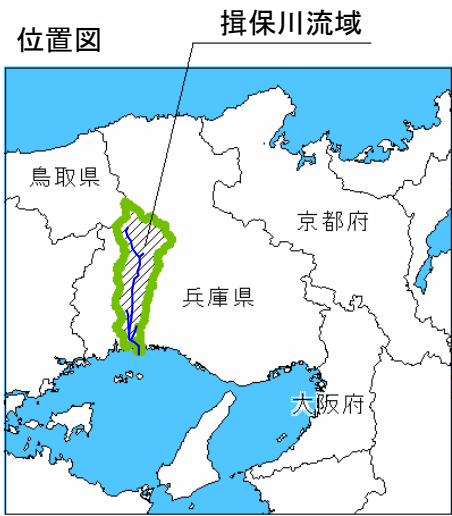 位置図
揖保川流域
鳥取県
京都府
兵庫県
大阪府